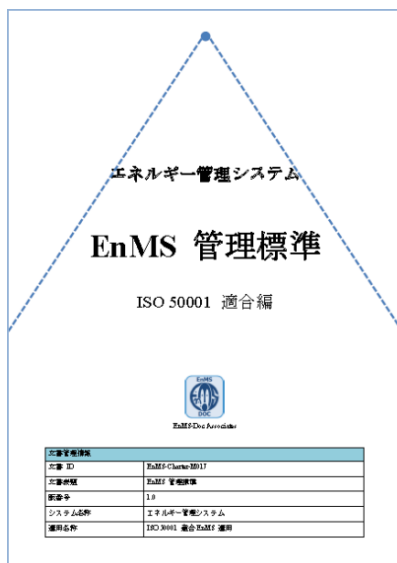 エネルギー管理システム
EnMS 管理標準
ISO 50001 適合編
EnMS
DOC
EnMS-Doc Associates
文書管理情報
文書 ID EnMS-Charter-M017
文書表題 EnMS 管理標準
版番号 1.0
システム名称 エネルギー管理システム
運用名称 ISO 50001 適合 EnMS 運用